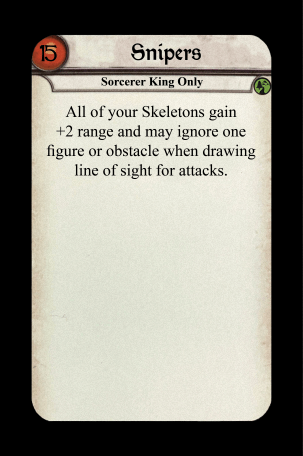 15
Snipers
Sorcerer King Only
All of your Skeletons gain
+2 range and may ignore one
figure or obstacle when drawing
line of sight for attacks.